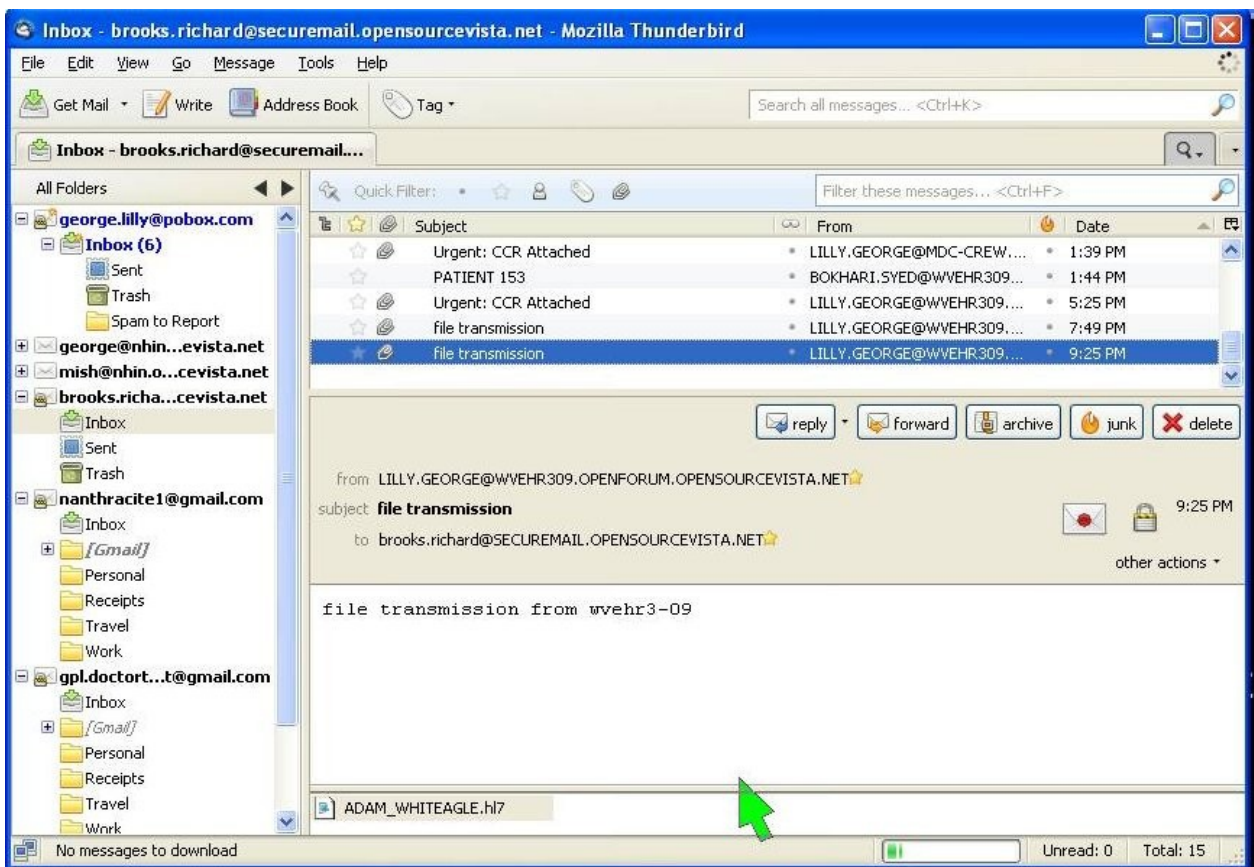 Inbox - brooks.richard@securemail.opensourcevista.net - Mozilla Thunderbird
File Edit View Go Message Tools Help
Get Mail Write Address Book Tag Search all messages... <Ctrl+K>
Inbox - brooks.richard@securemail....
All Folders
george.lilly@pobox.com
Inbox (6)
Sent
Trash
Spam to Report
george@nhin...evista.net
mish@nhin.o...cevista.net
brooks.richa...cevista.net
Inbox
Sent
Trash
nanthracite1@gmail.com
Inbox
[Gmail]
Personal
Receipts
Travel
Work
gpl.doctort...t@gmail.com
Inbox
[Gmail]
Personal
Receipts
Travel
Work
Quick Filter: Filter these messages... <Ctrl+F>
Subject From Date
Urgent: CCR Attached LILLY.GEORGE@MDC-CREW.... 1:39 PM
PATIENT 153 BOKHARI.SYED@WVEHR309... 1:44 PM
Urgent: CCR Attached LILLY.GEORGE@WVEHR309.... 5:25 PM
file transmission LILLY.GEORGE@WVEHR309.... 7:49 PM
file transmission LILLY.GEORGE@WVEHR309.... 9:25 PM
reply forward archive junk delete
from LILLY.GEORGE@WVEHR309.OPENFORUM.OPENSOURCEVISTA.NET
subject file transmission 9:25 PM
to brooks.richard@SECUREMAIL.OPENSOURCEVISTA.NET
other actions
file transmission from wvehr3-09
ADAM_WHITEAGLE.hl7
No messages to download Unread: 0 Total: 15